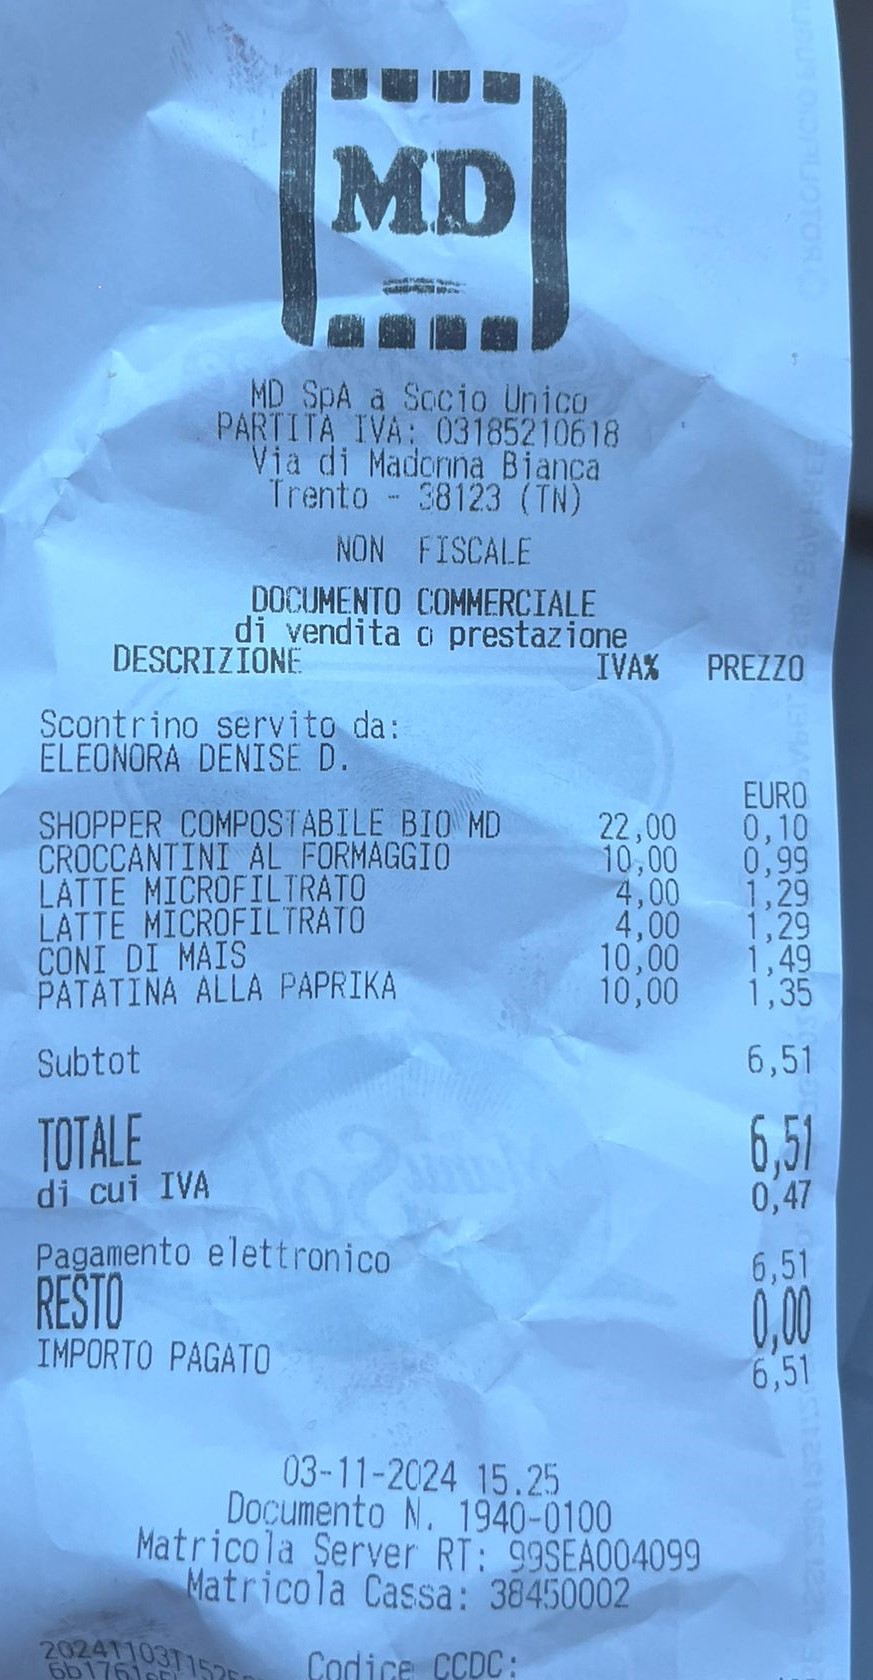 MD
MD SpA a Socio Unico
PARTITA IVA: 03185210618
Via di Madonna Bianca
Trento - 38123 (TN)
NON FISCALE
DOCUMENTO COMMERCIALE
di vendita o prestazione
DESCRIZIONE IVA% PREZZO
Scontrino servito da:
ELEONORA DENISE D.
EURO
SHOPPER COMPOSTABILE BIO MD 22,00 0,10
CROCCANTINI AL FORMAGGIO 10,00 0,99
LATTE MICROFILTRATO 4,00 1,29
LATTE MICROFILTRATO 4,00 1,29
CONI DI MAIS 10,00 1,49
PATATINA ALLA PAPRIKA 10,00 1,35
Subtot 6,51
TOTALE 6,51
di cui IVA 0,47
Pagamento elettronico 6,51
RESTO 0,00
IMPORTO PAGATO 6,51
03-11-2024 15.25
Documento N. 1940-0100
Matricola Server RT: 99SEA004099
Matricola Cassa: 38450002
Codice CCDC: